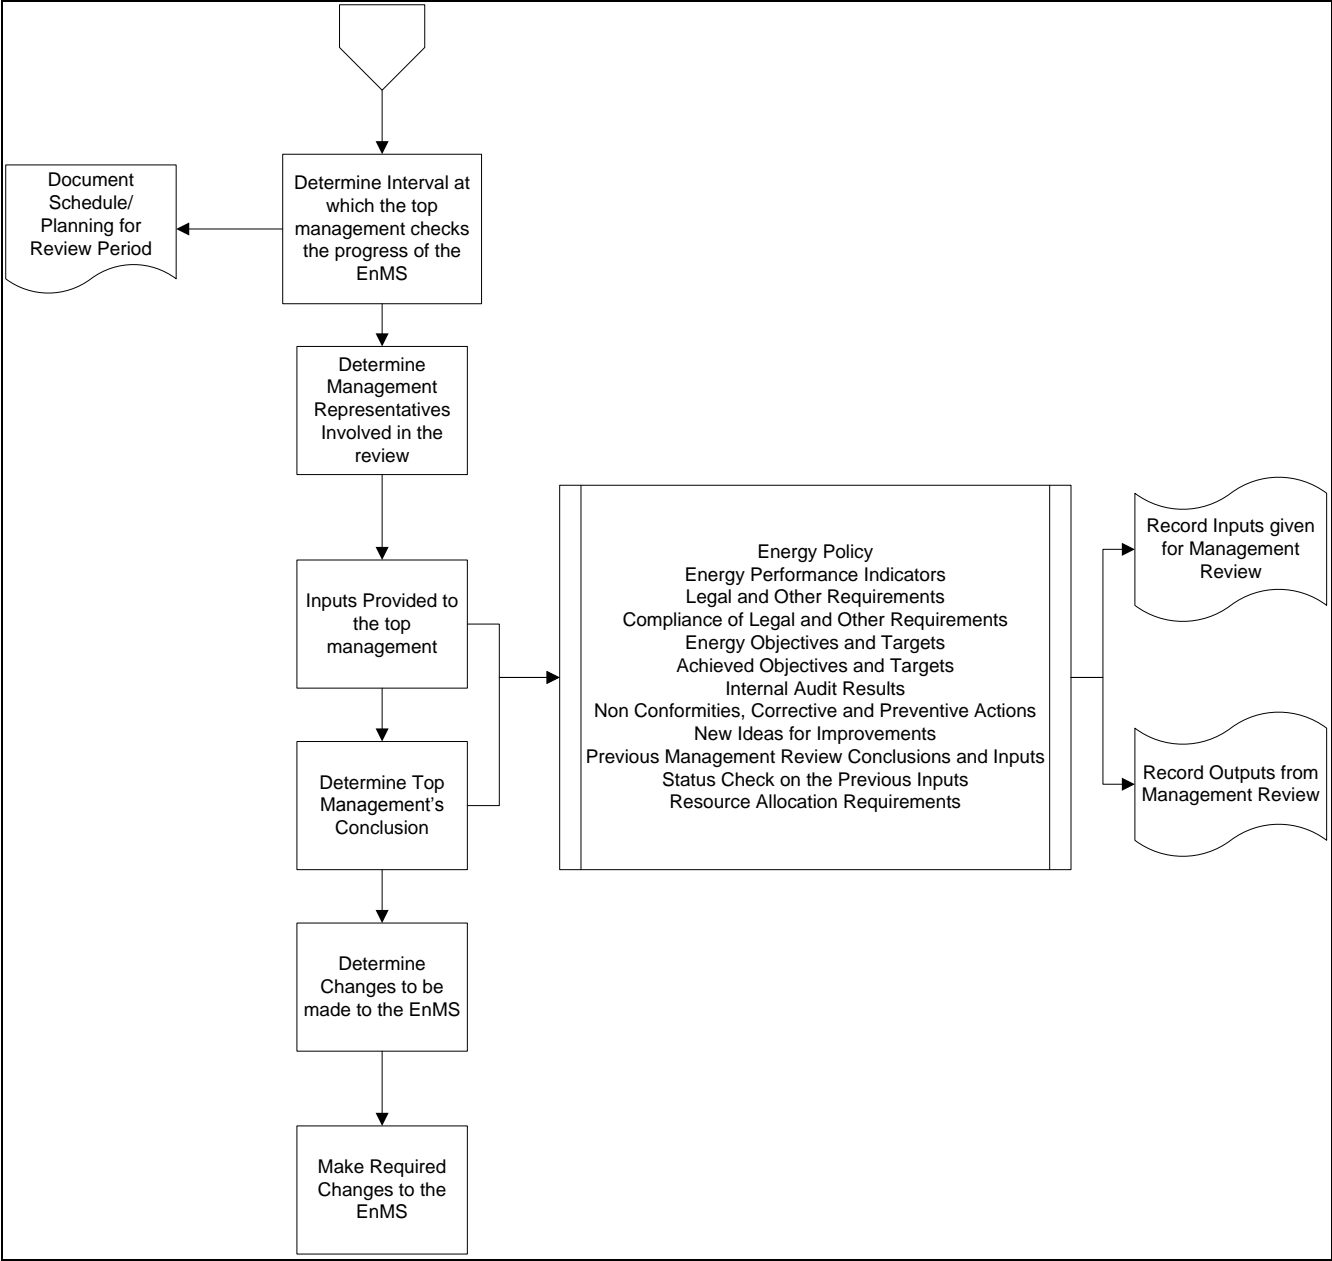 Document
Schedule/
Planning for
Review Period
Determine Interval at
which the top
management checks
the progress of the
EnMS
Determine
Management
Representatives
Involved in the
review
Inputs Provided to
the top
management
Determine Top
Management's
Conclusion
Determine
Changes to be
made to the EnMS
Make Required
Changes to the
EnMS
Energy Policy
Energy Performance Indicators
Legal and Other Requirements
Compliance of Legal and Other Requirements
Energy Objectives and Targets
Achieved Objectives and Targets
Internal Audit Results
Non Conformities, Corrective and Preventive Actions
New Ideas for Improvements
Previous Management Review Conclusions and Inputs
Status Check on the Previous Inputs
Resource Allocation Requirements
Record Inputs given
for Management
Review
Record Outputs from
Management Review